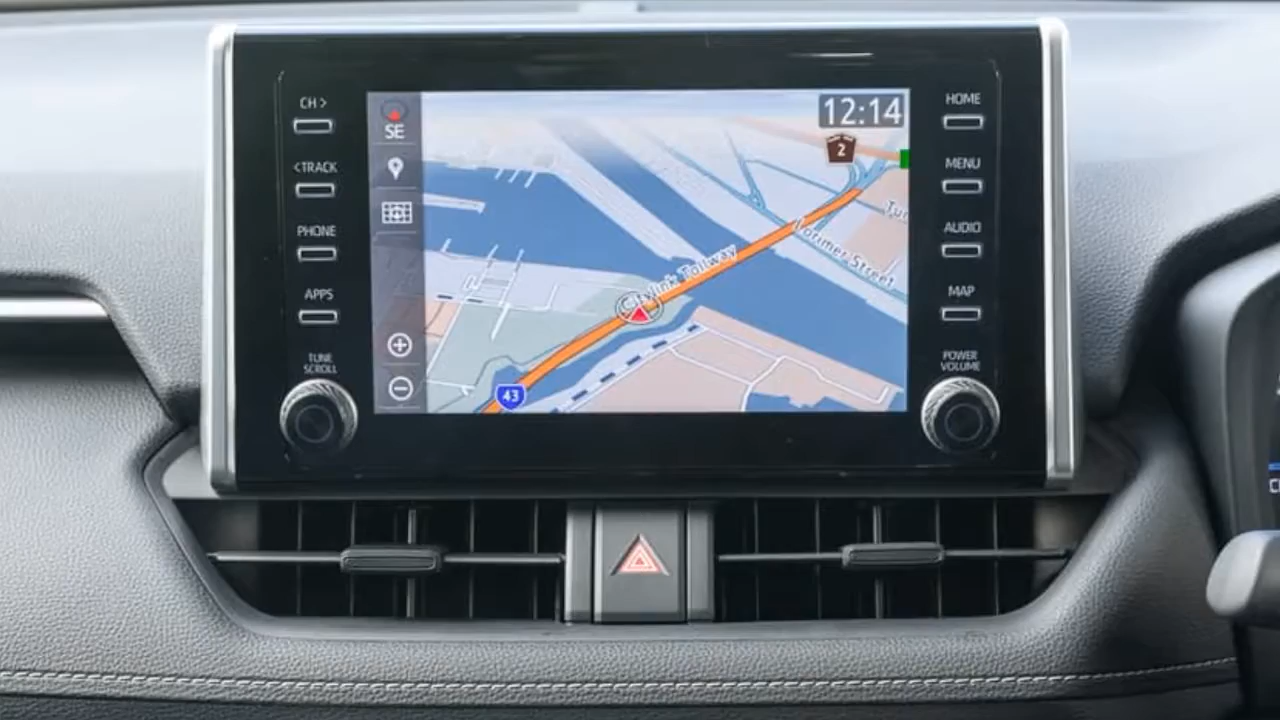 CH >
< TRACK
PHONE
APPS
TUNE
SCROLL
SE
12:14
2
CityLink Tollway
Lorimer Street
43
HOME
MENU
AUDIO
MAP
POWER
VOLUME